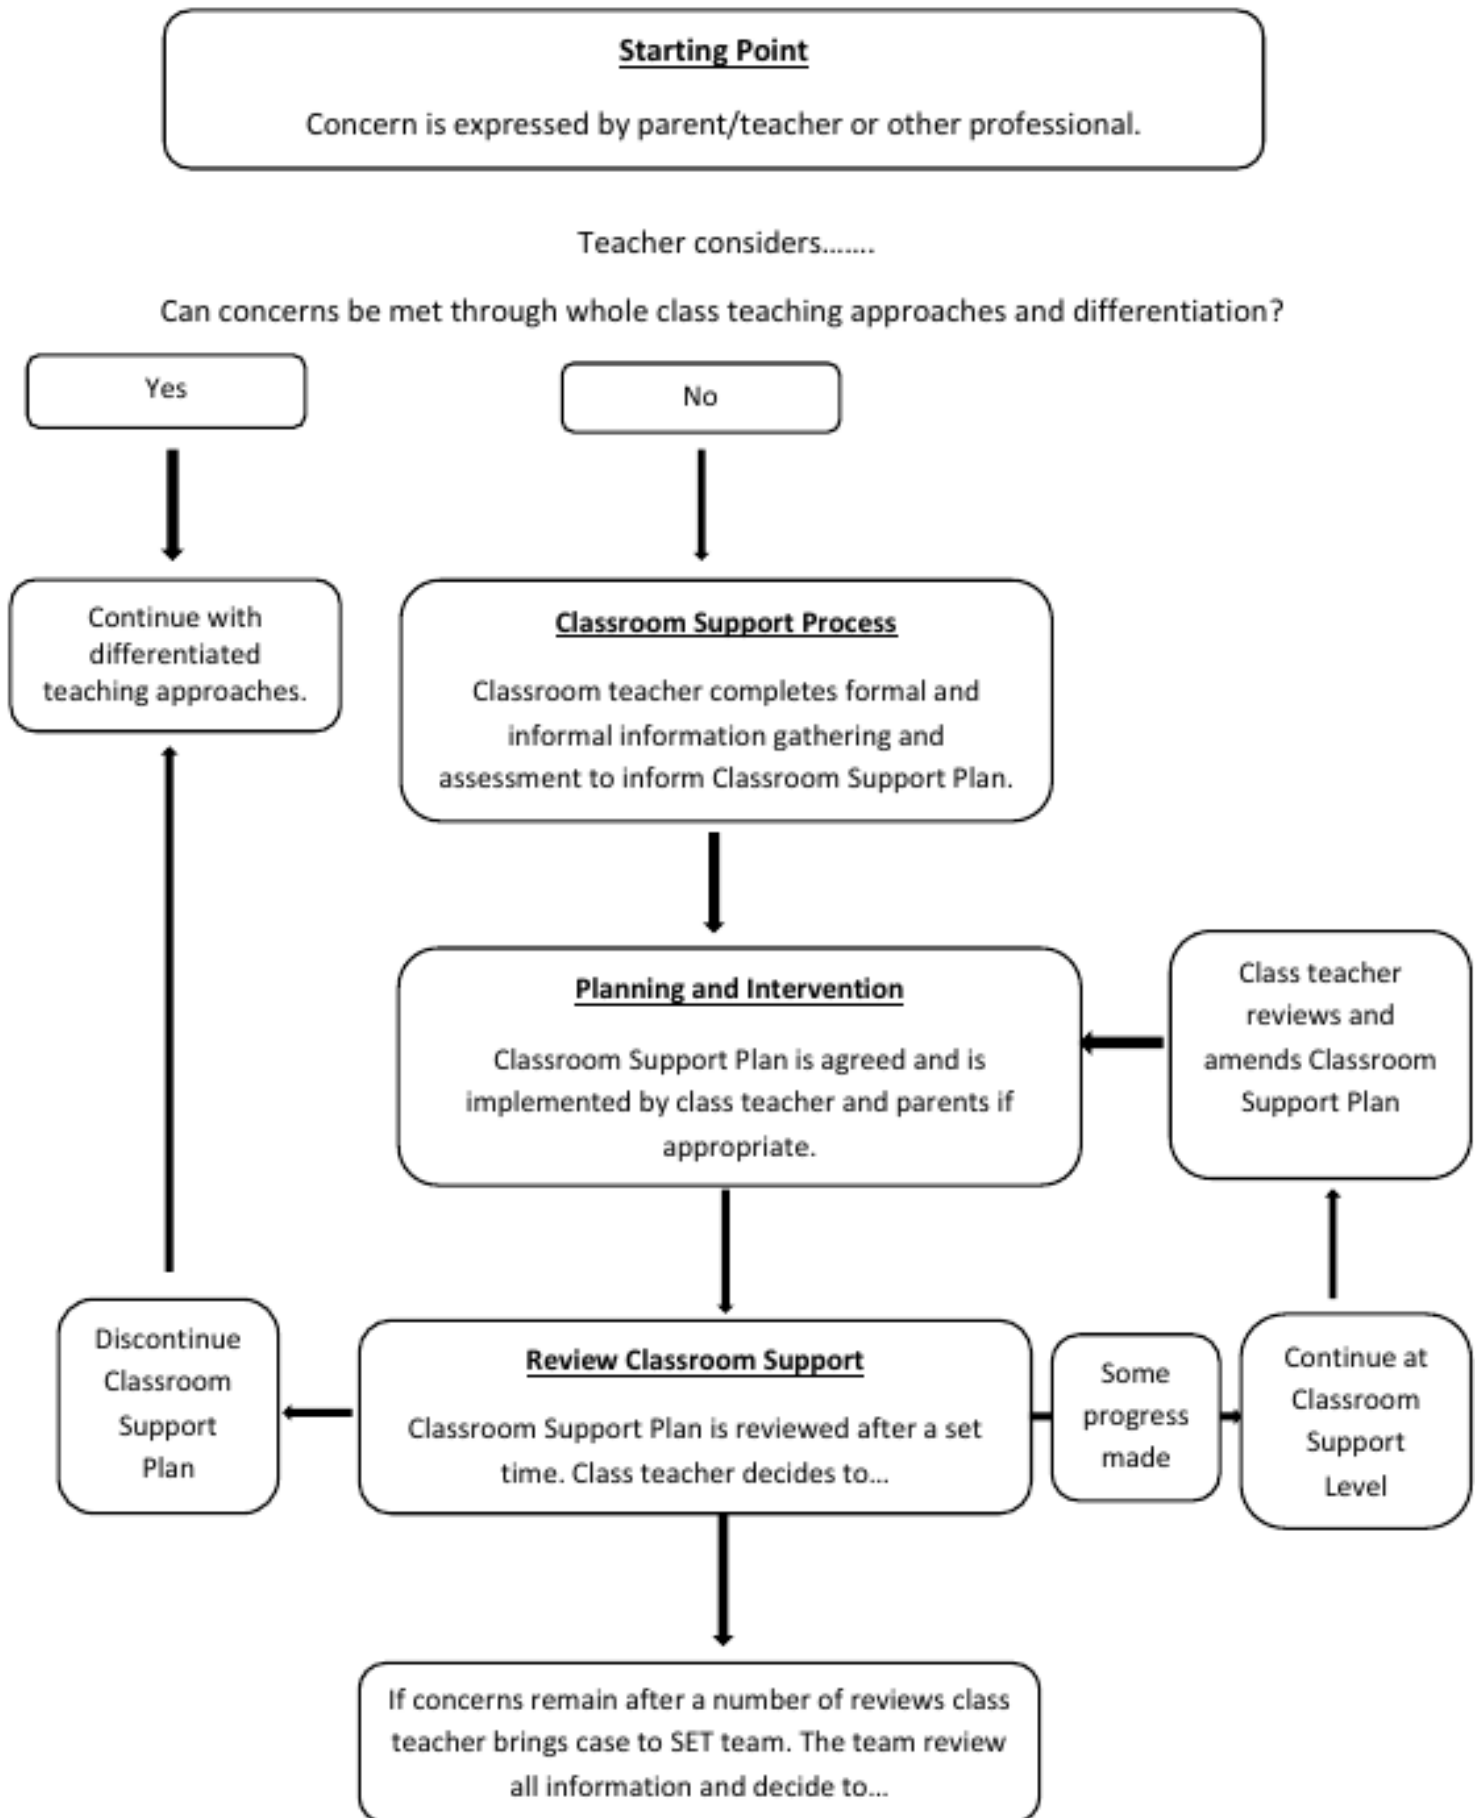 Starting Point
Concern is expressed by parent/teacher or other professional.
Teacher considers…....
Can concerns be met through whole class teaching approaches and differentiation?
Yes
No
Continue with
differentiated
teaching approaches.
Classroom Support Process
Classroom teacher completes formal and
informal information gathering and
assessment to inform Classroom Support Plan.
Planning and Intervention
Classroom Support Plan is agreed and is
implemented by class teacher and parents if
appropriate.
Class teacher
reviews and
amends Classroom
Support Plan
Discontinue
Classroom
Support
Plan
Review Classroom Support
Classroom Support Plan is reviewed after a set
time. Class teacher decides to…
Some
progress
made
Continue at
Classroom
Support
Level
If concerns remain after a number of reviews class
teacher brings case to SET team. The team review
all information and decide to…